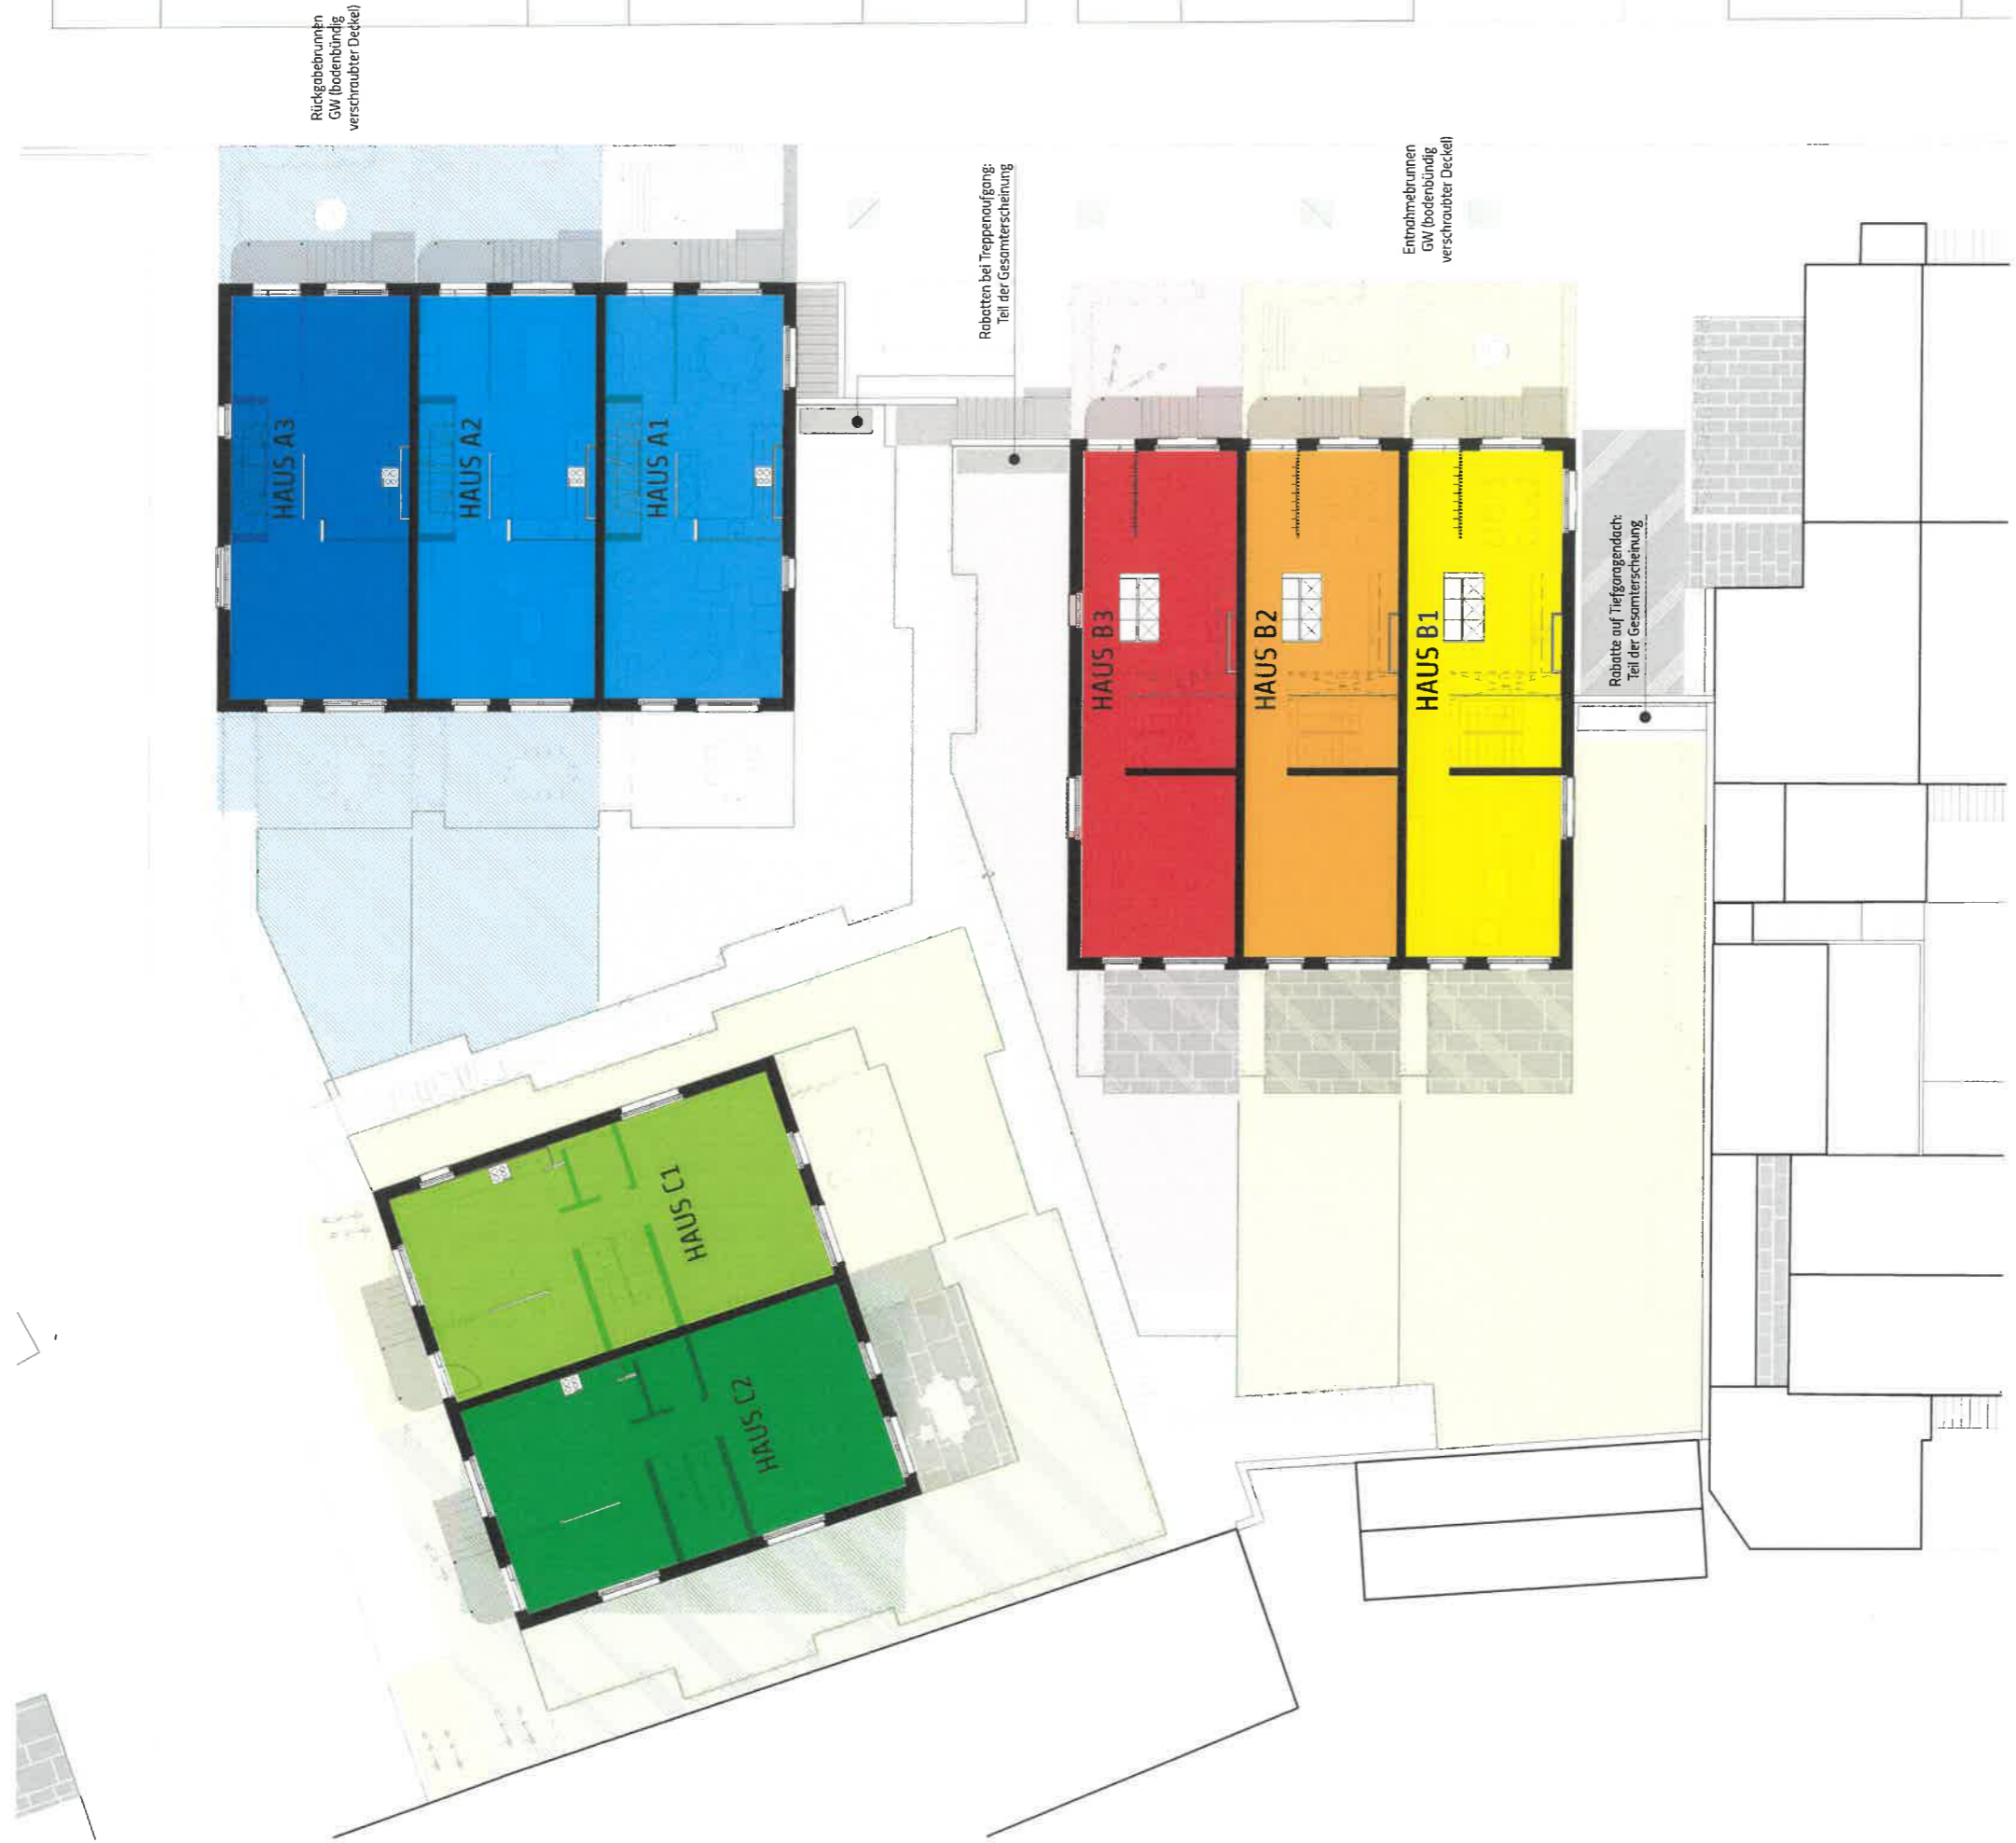 Rückgabebrunnen
GW (bodenbündig
verschraubter Deckel)
Rabatten bei Treppenaufgang:
Teil der Gesamterscheinung
Entnahmebrunnen
GW (bodenbündig
verschraubter Deckel)
HAUS A3
HAUS A2
HAUS A1
HAUS B3
HAUS B2
HAUS B1
Rabatte auf Tiefgaragendach:
Teil der Gesamterscheinung
HAUS C1
HAUS C2